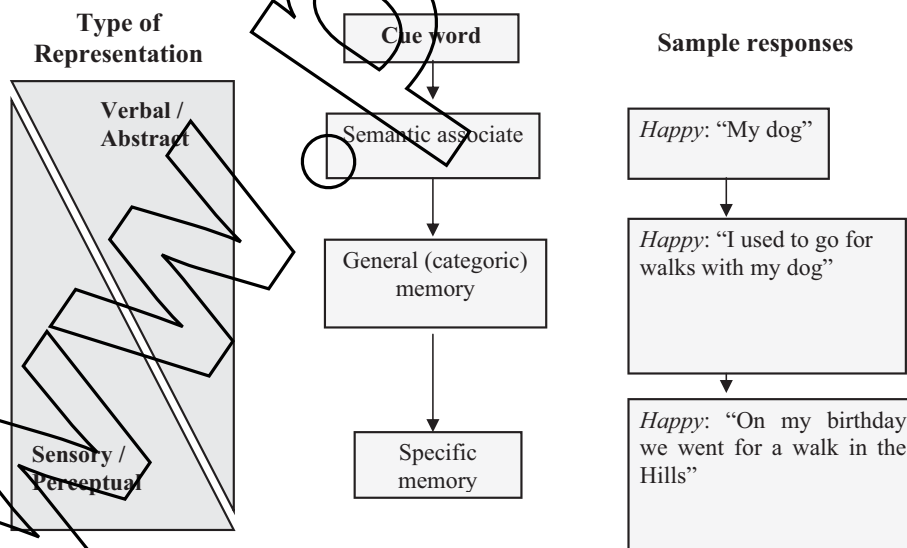 Type of
Representation
Verbal /
Abstract
Sensory /
Perceptual
Cue word
Semantic associate
General (categoric)
memory
Specific
memory
Sample responses
Happy: “My dog”
Happy: “I used to go for
walks with my dog”
Happy: “On my birthday
we went for a walk in the
Hills”